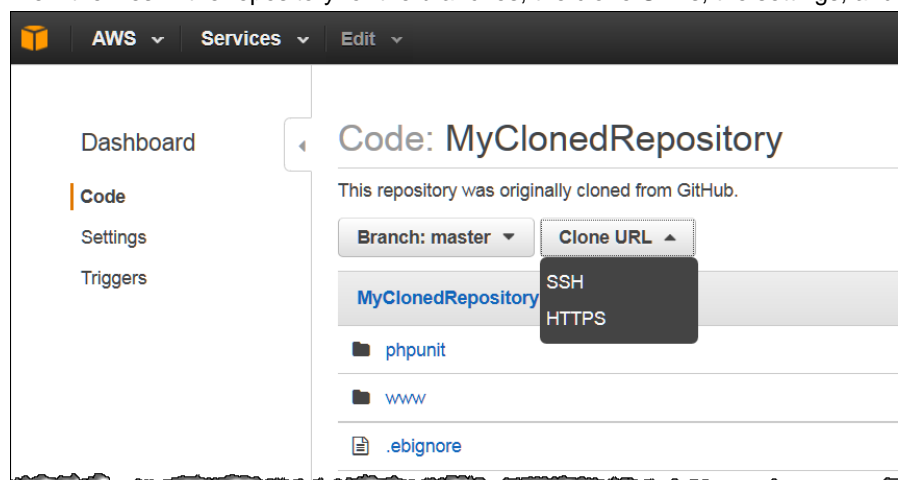 AWS Services Edit
Dashboard
Code: MyClonedRepository
Code
This repository was originally cloned from GitHub.
Settings
Branch: master Clone URL
Triggers
SSH
MyClonedRepository
HTTPS
phpunit
www
.ebignore